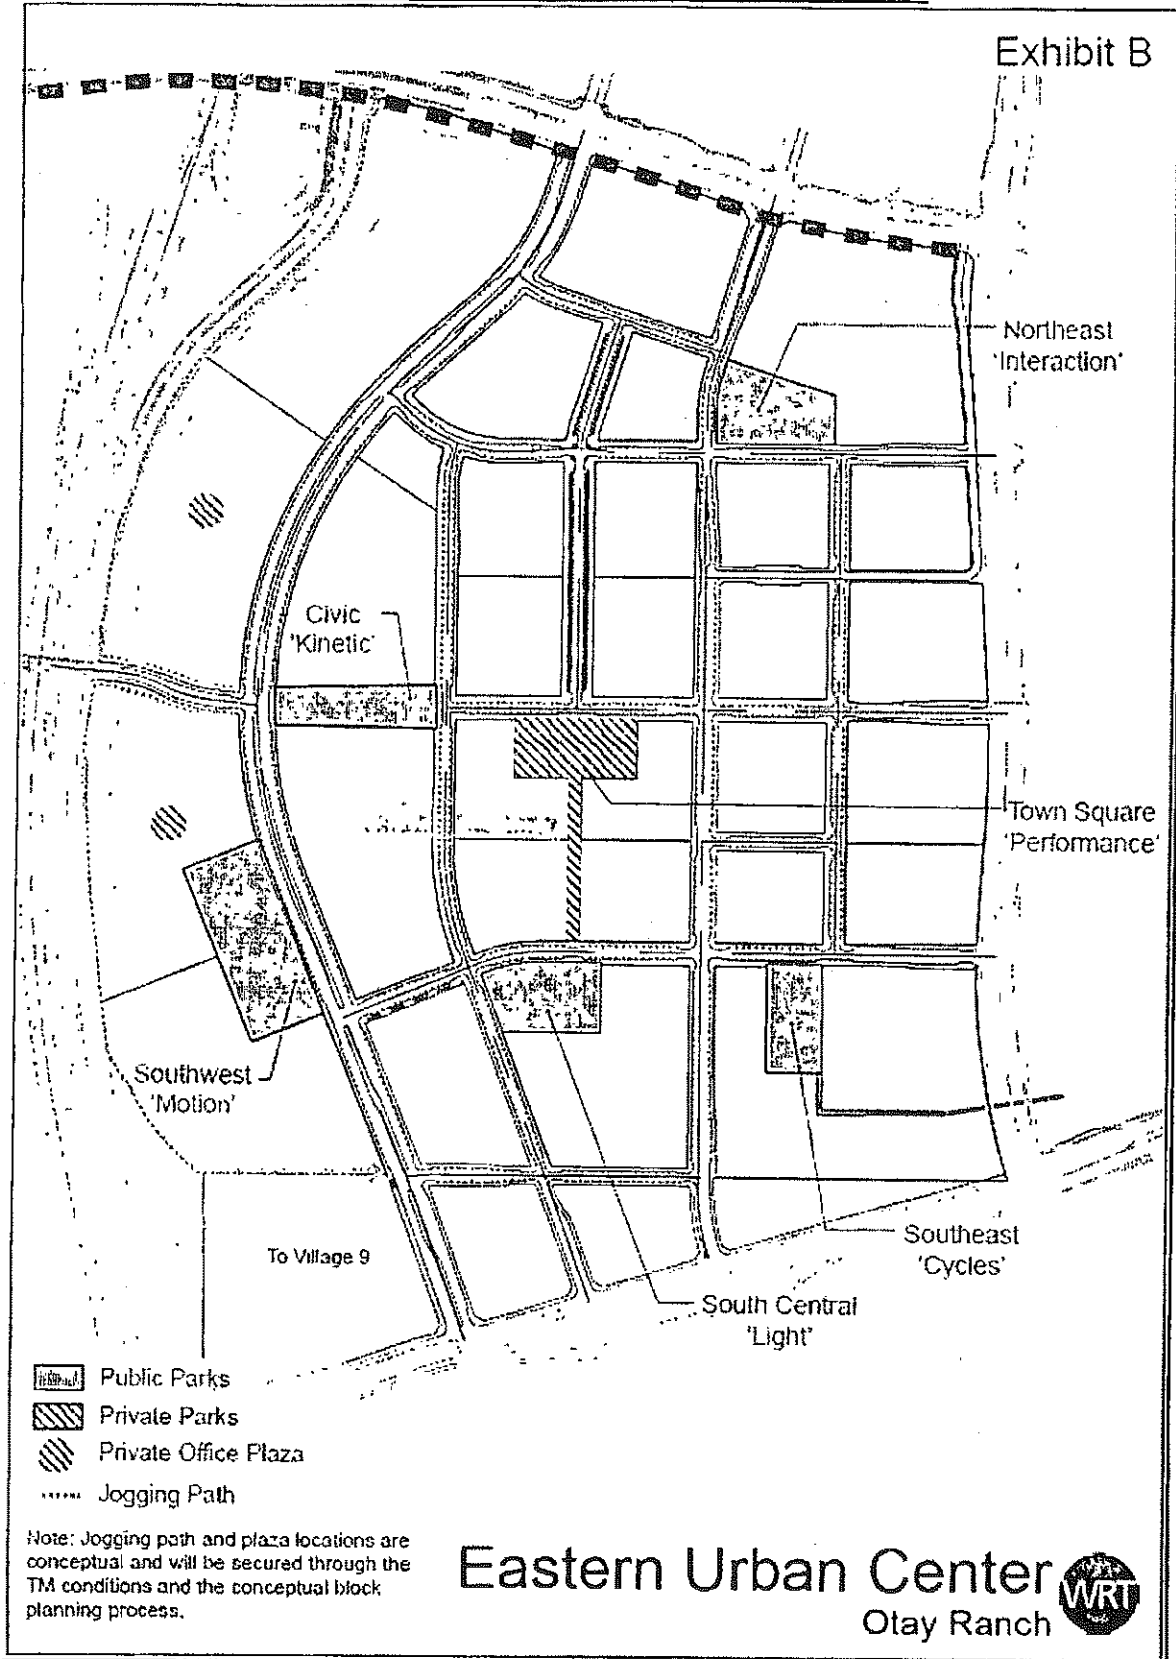 Exhibit B
Northeast
'Interaction'
Civic
'Kinetic'
Town Square
'Performance'
Southwest
'Motion'
Southeast
'Cycles'
To Village 9
South Central
'Light'
Public Parks
Private Parks
Private Office Plaza
Jogging Path
Note: Jogging path and plaza locations are
conceptual and will be secured through the
TM conditions and the conceptual block
planning process.
Eastern Urban Center
Otay Ranch
WRT